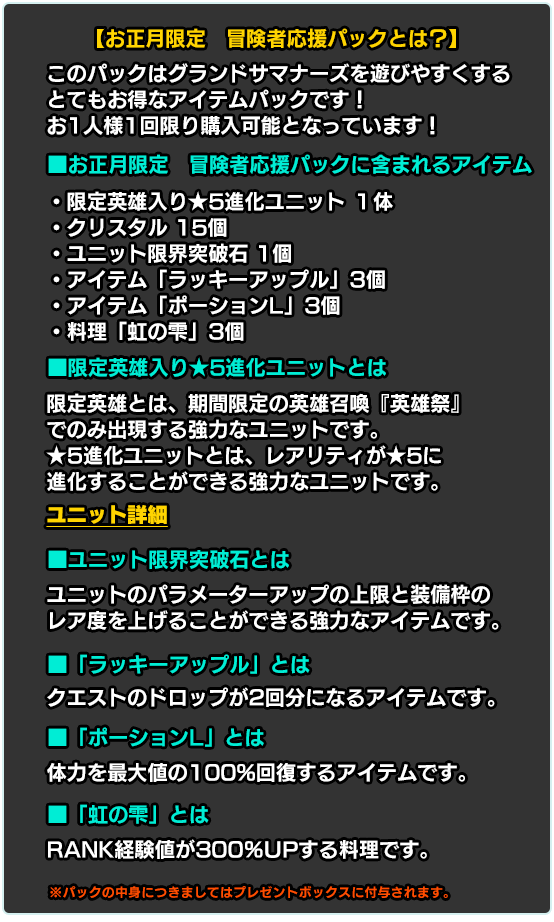 【お正月限定　冒険者応援パックとは?】
このパックはグランドサマナーズを遊びやすくする
とてもお得なアイテムパックです！
お1人様1回限り購入可能となっています！
■お正月限定　冒険者応援パックに含まれるアイテム
・限定英雄入り★5進化ユニット １体
・クリスタル 15個
・ユニット限界突破石 1個
・アイテム「ラッキーアップル」3個
・アイテム「ポーションL」3個
・料理「虹の雫」3個
■限定英雄入り★5進化ユニットとは
限定英雄とは、期間限定の英雄召喚『英雄祭』
でのみ出現する強力なユニットです。
★5進化ユニットとは、レアリティが★5に
進化することができる強力なユニットです。
ユニット詳細
■ユニット限界突破石とは
ユニットのパラメーターアップの上限と装備枠の
レア度を上げることができる強力なアイテムです。
■「ラッキーアップル」とは
クエストのドロップが2回分になるアイテムです。
■「ポーションL」とは
体力を最大値の100%回復するアイテムです。
■「虹の雫」とは
RANK経験値が300%UPする料理です。
※パックの中身につきましてはプレゼントボックスに付与されます。